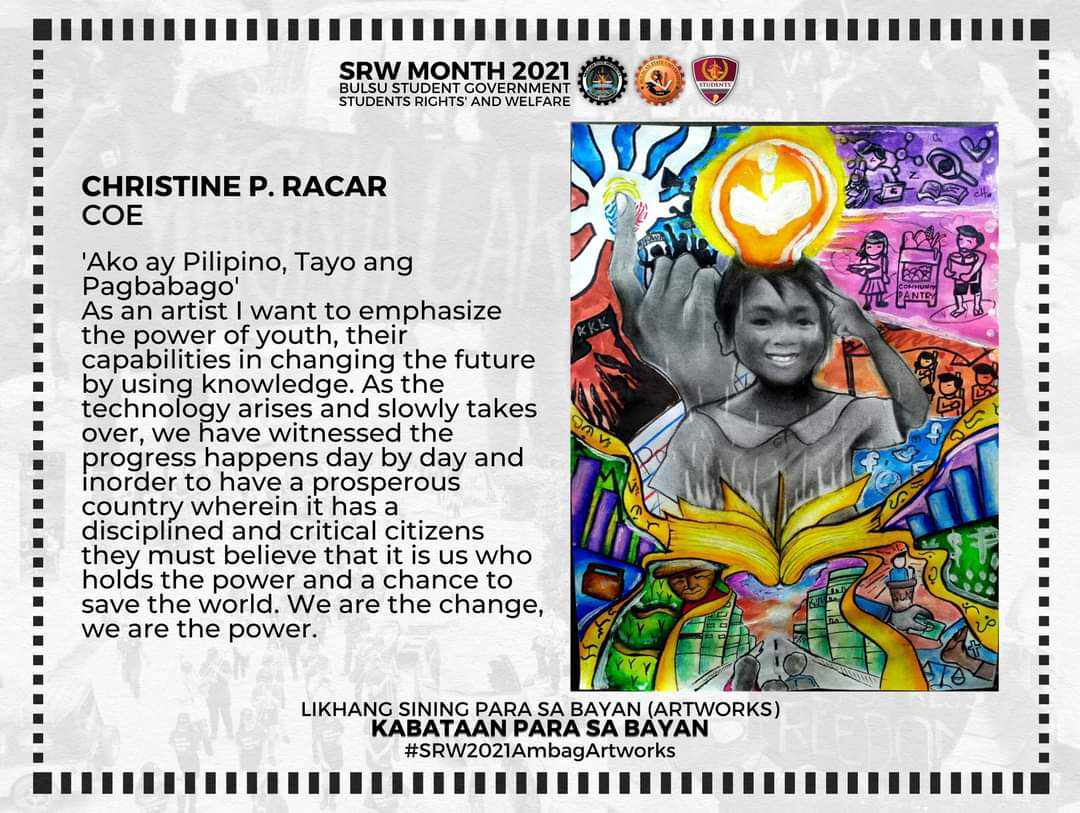 SRW MONTH 2021
BULSU STUDENT GOVERNMENT
STUDENTS RIGHTS' AND WELFARE
STUDENTS
CHRISTINE P. RACAR
COE
'Ako ay Pilipino, Tayo ang
Pagbabago'
As an artist I want to emphasize
the power of youth, their
capabilities in changing the future
by using knowledge. As the
technology arises and slowly takes
over, we have witnessed the
progress happens day by day and
inorder to have a prosperous
country wherein it has a
disciplined and critical citizens
they must believe that it is us who
holds the power and a chance to
save the world. We are the change,
we are the power.
KKK
COMMUNITY
PANTRY
LIKHANG SINING PARA SA BAYAN (ARTWORKS)
KABATAAN PARA SA BAYAN
#SRW2021AmbagArtworks